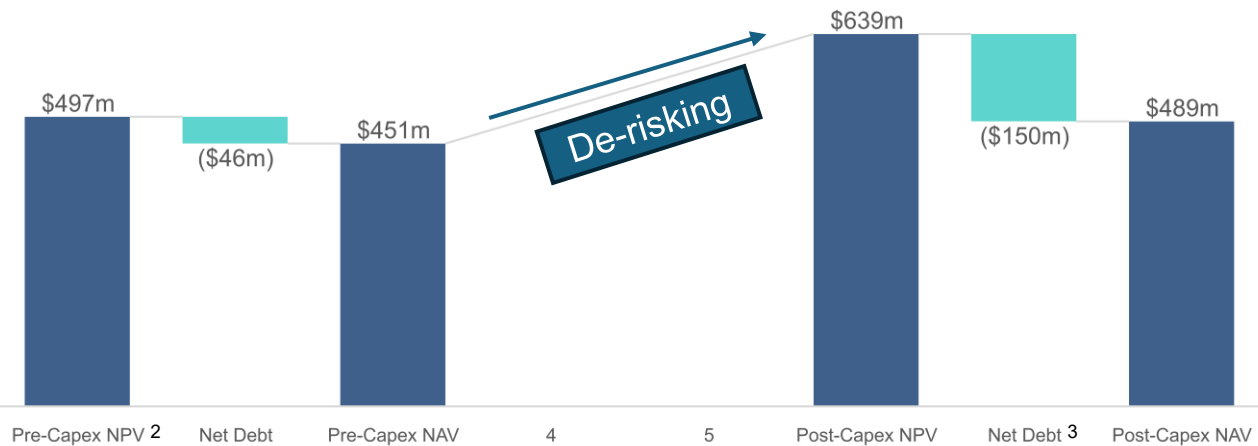 $497m
($46m)
$451m
De-risking
$639m
($150m)
$489m
Pre-Capex NPV 2
Net Debt
Pre-Capex NAV
4
5
Post-Capex NPV
Net Debt 3
Post-Capex NAV